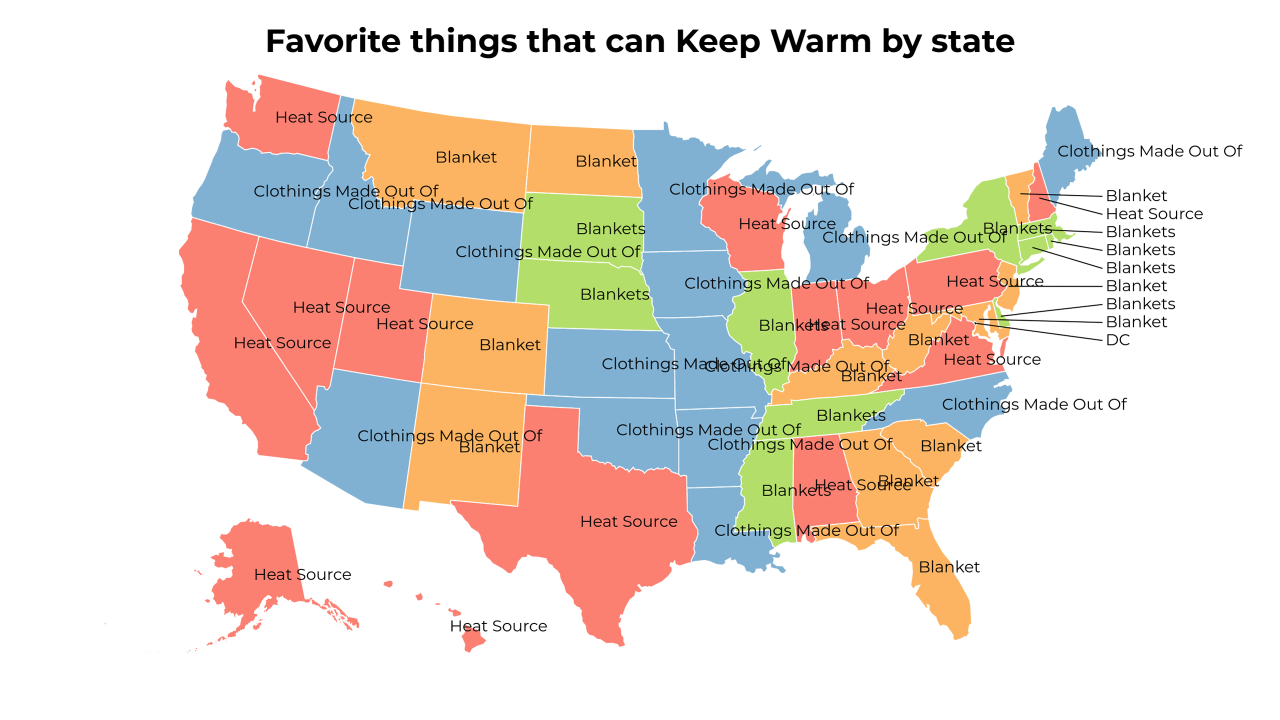 Favorite things that can Keep Warm by state
Heat Source
Clothings Made Out Of
Blanket
Blanket
Blankets
Clothings Made Out Of
Clothings Made Out Of
Heat Source
Clothings Made Out Of
Blankets
Clothings Made Out Of
Blanket
Heat Source
Blankets
Blankets
Blankets
Blanket
Blankets
Blanket
DC
Clothings Made Out Of
Clothings Made Out Of
Blankets
Heat Source
Clothings Made Out Of
Heat Source
Heat Source
Heat Source
Heat Source
Blankets
Heat Source
Blanket
Heat Source
Blanket
Heat Source
Clothings Made Out Of
Clothings Made Out Of
Blanket
Clothings Made Out Of
Blankets
Clothings Made Out Of
Blanket
Clothings Made Out Of
Clothings Made Out Of
Blanket
Blankets
Heat Source
Blanket
Heat Source
Clothings Made Out Of
Blanket
Heat Source
Heat Source